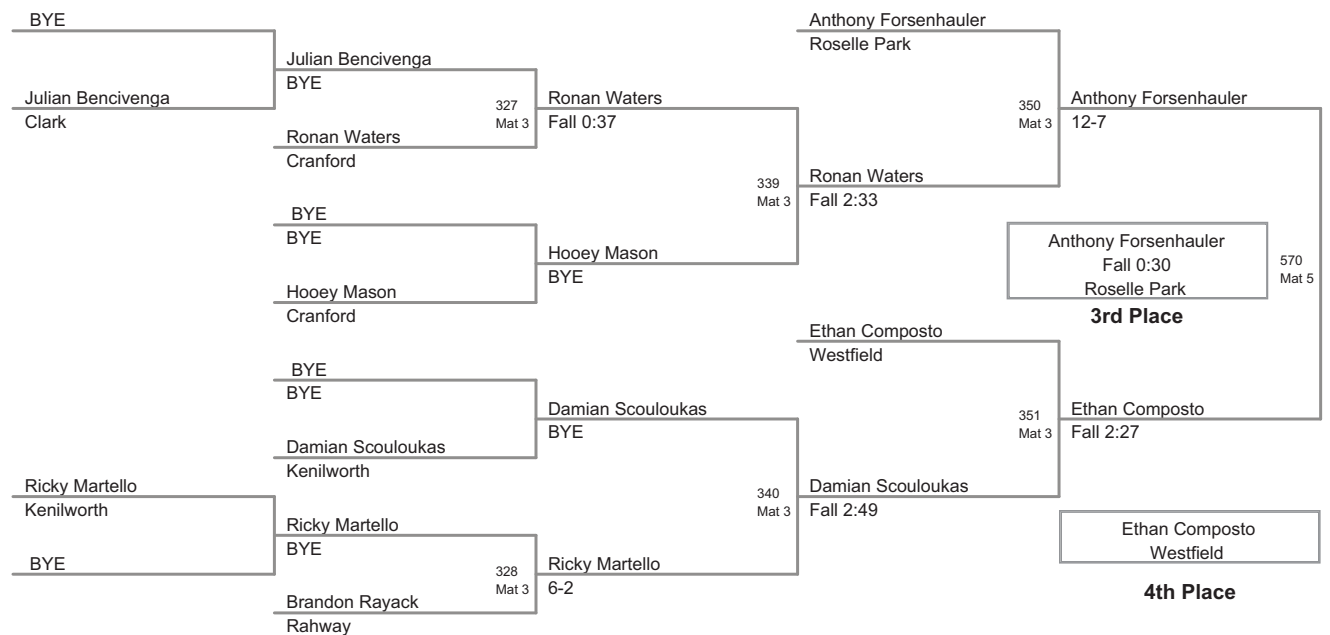 BYE
Julian Bencivenga
Clark
Julian Bencivenga
BYE
Ronan Waters
Cranford
327
Mat 3
Ronan Waters
Fall 0:37
BYE
BYE
Hooey Mason
Cranford
Hooey Mason
BYE
339
Mat 3
Ronan Waters
Fall 2:33
Anthony Forsenhauler
Roselle Park
350
Mat 3
Anthony Forsenhauler
12-7
Anthony Forsenhauler
Fall 0:30
Roselle Park
3rd Place
570
Mat 5
BYE
BYE
Damian Scouloukas
Kenilworth
Damian Scouloukas
BYE
Ricky Martello
Kenilworth
BYE
Ricky Martello
BYE
Brandon Rayack
Rahway
328
Mat 3
Ricky Martello
6-2
340
Mat 3
Damian Scouloukas
Fall 2:49
Ethan Composto
Westfield
351
Mat 3
Ethan Composto
Fall 2:27
Ethan Composto
Westfield
4th Place